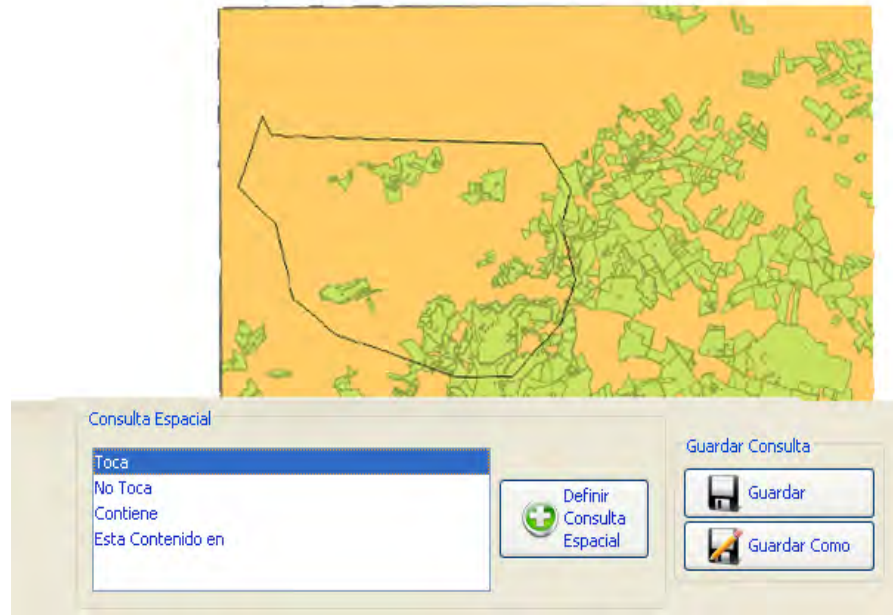 Consulta Espacial
Toca
No Toca
Contiene
Esta Contenido en
Definir
Consulta
Espacial
Guardar Consulta
Guardar
Guardar Como